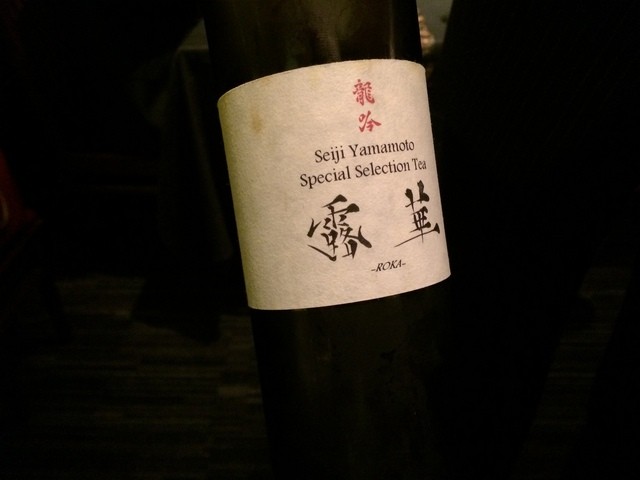 龍
吟
Seiji Yamamoto
Special Selection Tea
露 華
-ROKA-